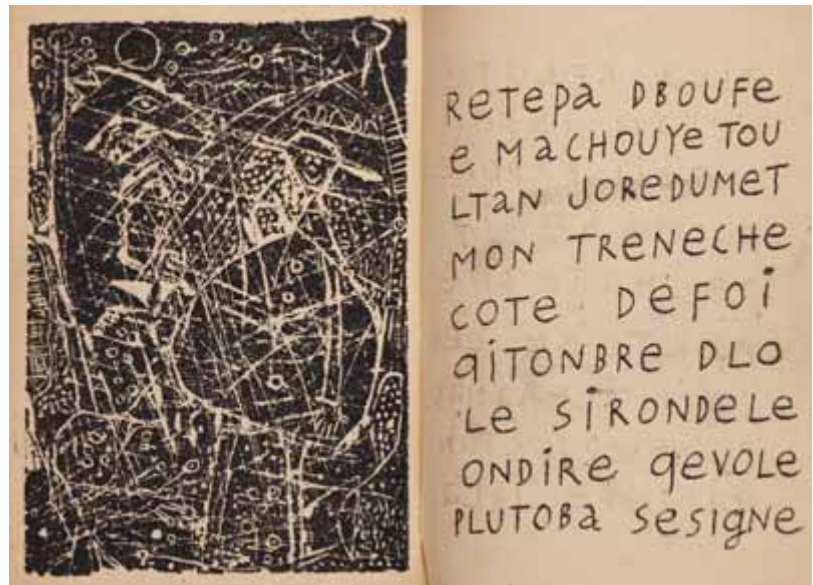 ReTePa DBOUFe
e MaCHOUYe TOU
LTaN JOReDUMeT
MON TReNeCHe
COTe DeFOi
qiTONBRe DLO
Le SiRONDeLe
ONDiRe qeVOLe
PLUTOBa SeSiGNe